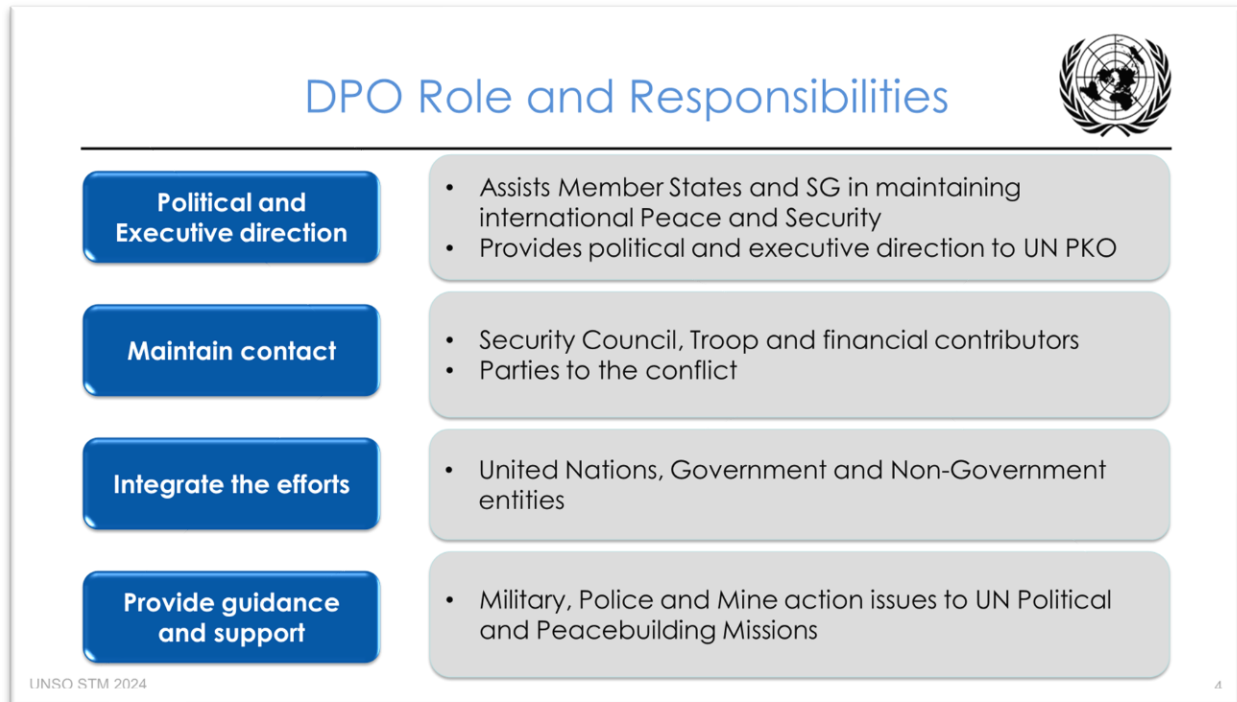 DPO Role and Responsibilities
Political and
Executive direction
• Assists Member States and SG in maintaining
international Peace and Security
• Provides political and executive direction to UN PKO
Maintain contact
• Security Council, Troop and financial contributors
• Parties to the conflict
Integrate the efforts
• United Nations, Government and Non-Government
entities
Provide guidance
and support
• Military, Police and Mine action issues to UN Political
and Peacebuilding Missions
UNSO STM 2024
4